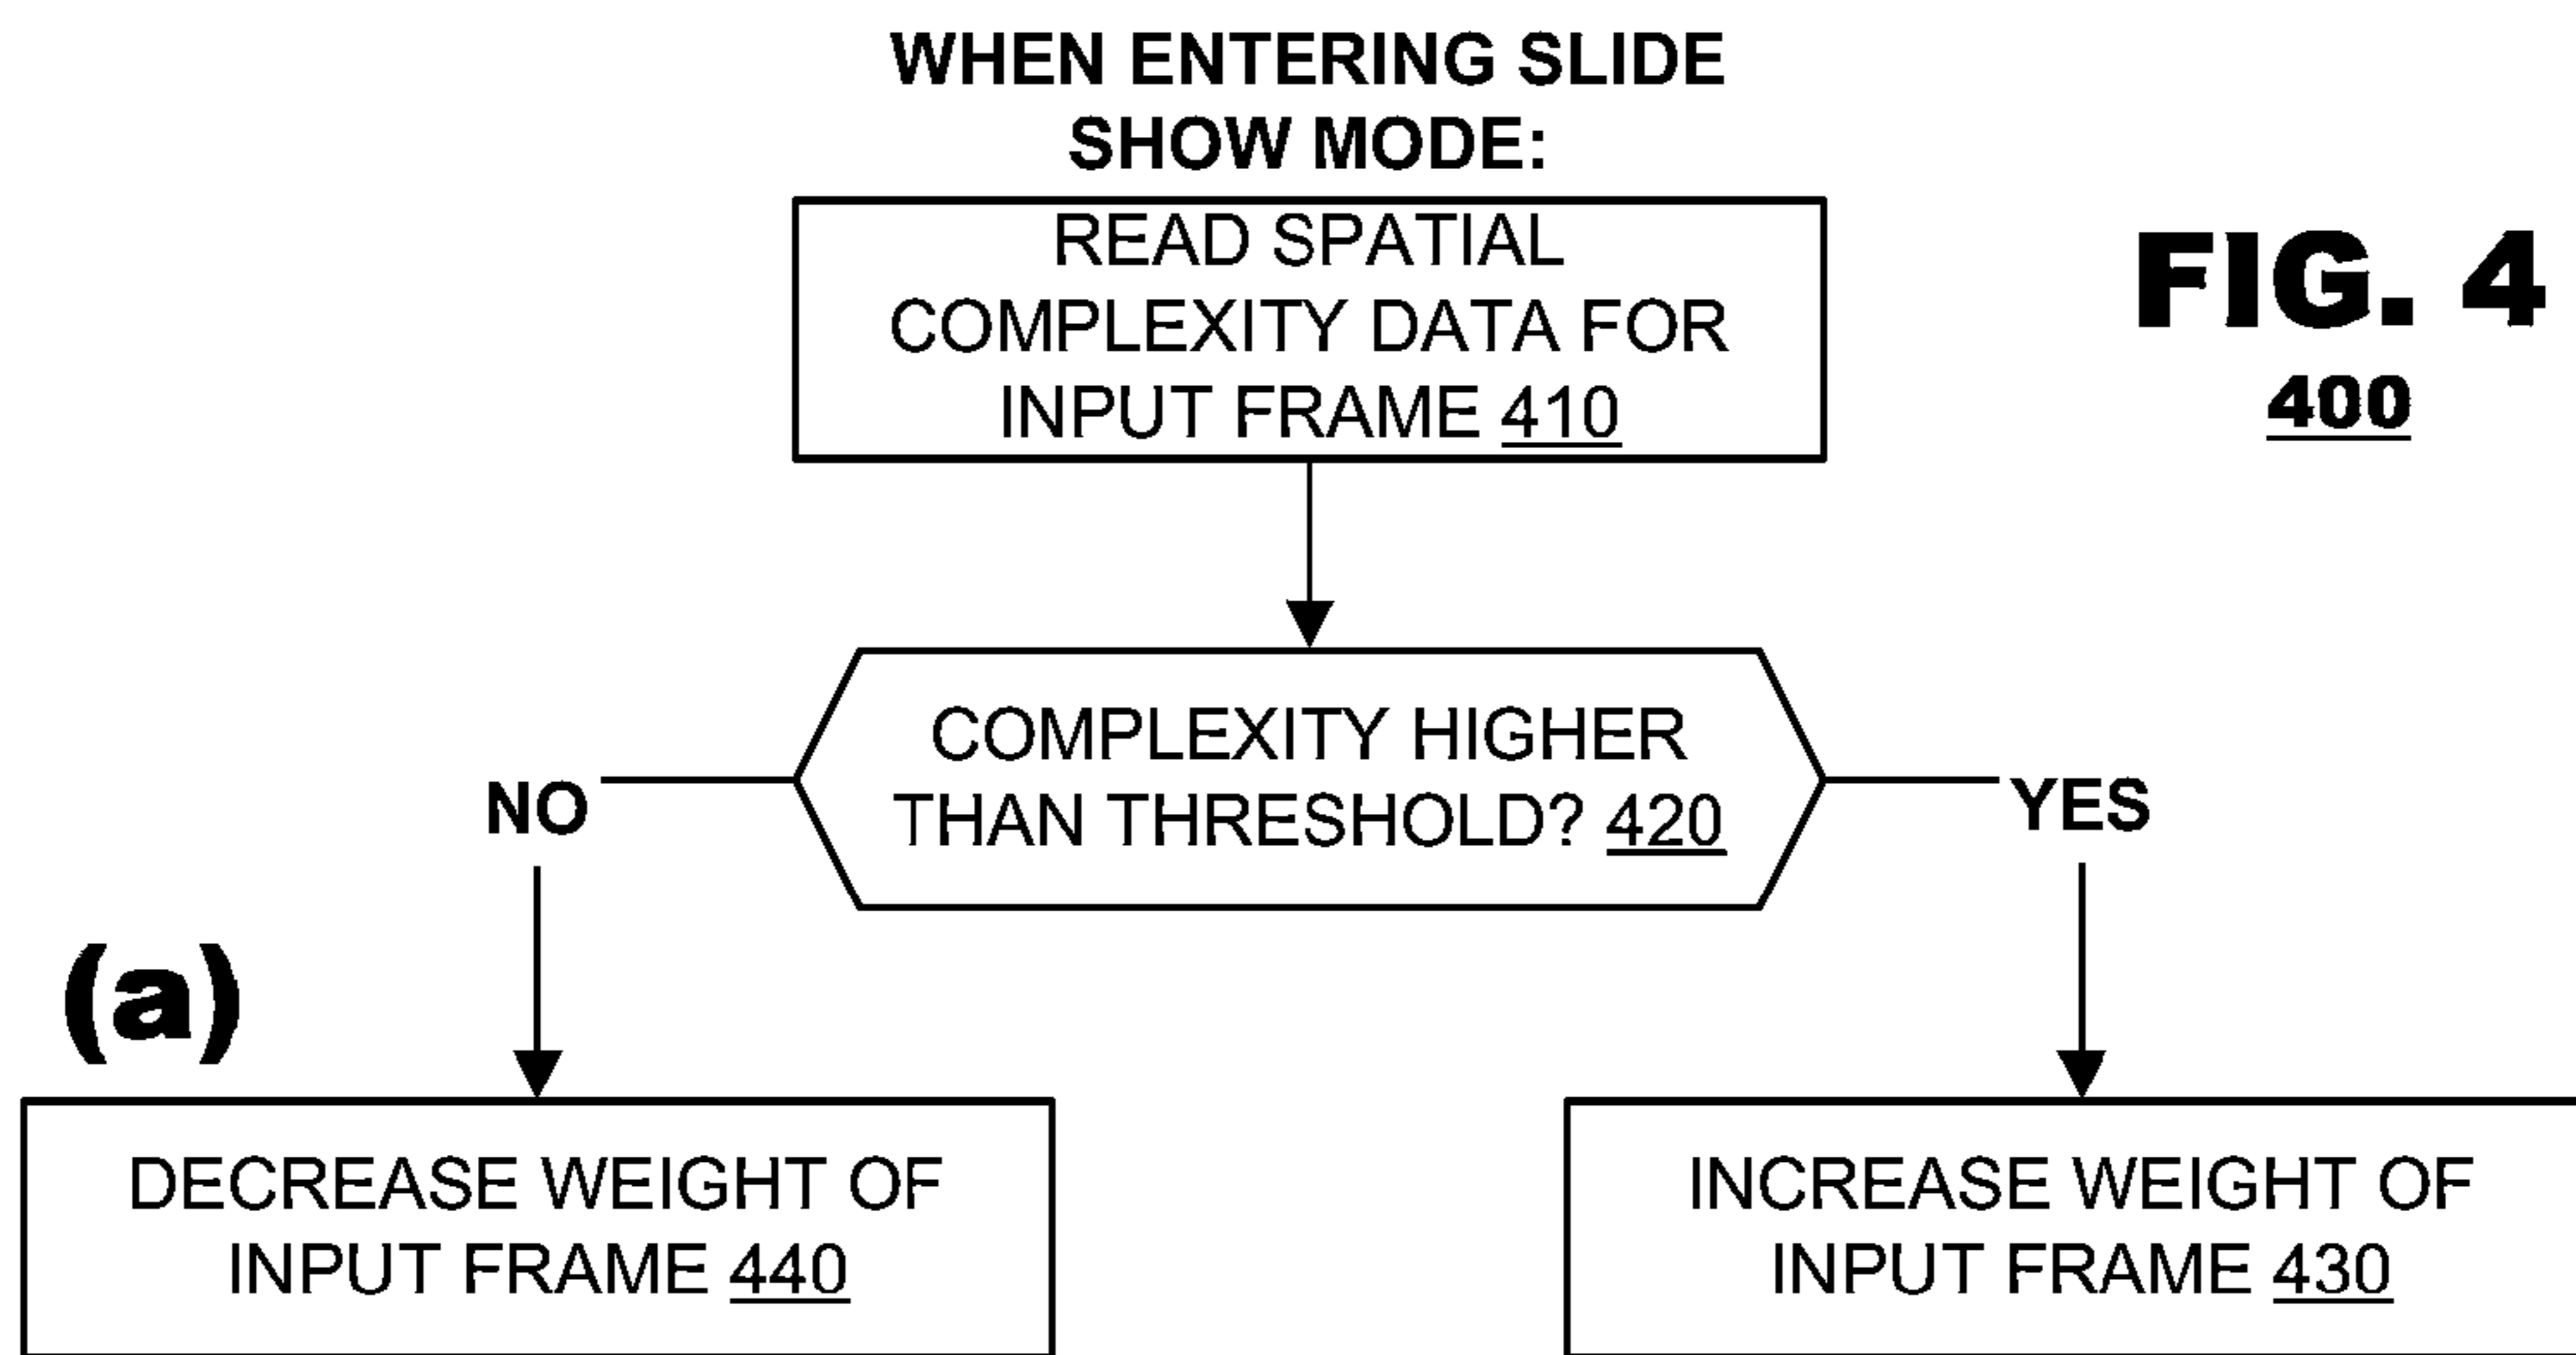 WHEN ENTERING SLIDE
SHOW MODE:
READ SPATIAL
COMPLEXITY DATA FOR
INPUT FRAME 410
FIG. 4
400
COMPLEXITY HIGHER
THAN THRESHOLD? 420
NO
YES
(a)
DECREASE WEIGHT OF
INPUT FRAME 440
INCREASE WEIGHT OF
INPUT FRAME 430